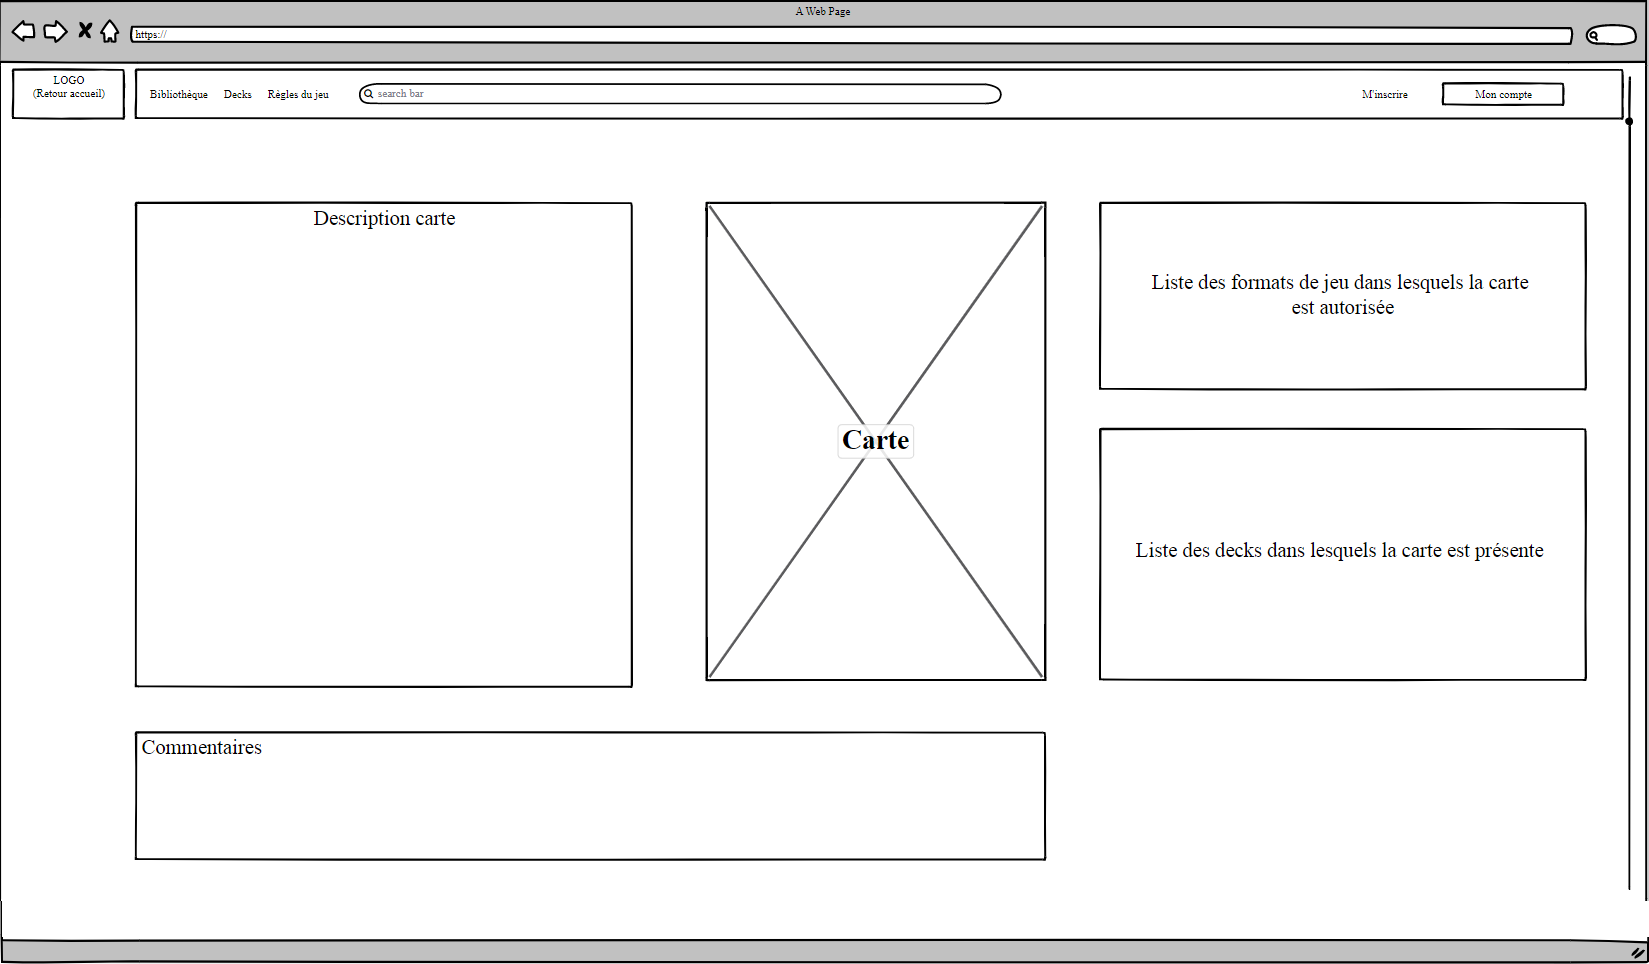 A Web Page
https://
LOGO
(Retour accueil)
Bibliothèque Decks Règles du jeu
search bar
M'inscrire
Mon compte
Description carte
Carte
Liste des formats de jeu dans lesquels la carte
est autorisée
Liste des decks dans lesquels la carte est présente
Commentaires